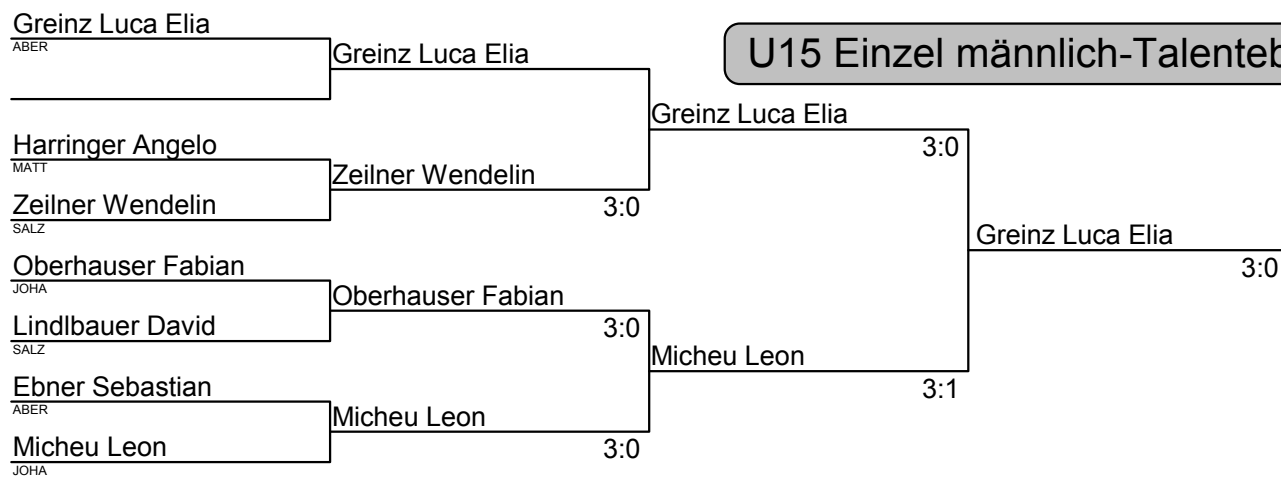 Greinz Luca Elia
ABER
Greinz Luca Elia
U15 Einzel männlich-Talenteb
Greinz Luca Elia
3:0
Harringer Angelo
MATT
Zeilner Wendelin
3:0
Zeilner Wendelin
SALZ
Greinz Luca Elia
3:0
Oberhauser Fabian
JOHA
Oberhauser Fabian
3:0
Lindlbauer David
SALZ
Micheu Leon
3:1
Ebner Sebastian
ABER
Micheu Leon
3:0
Micheu Leon
JOHA